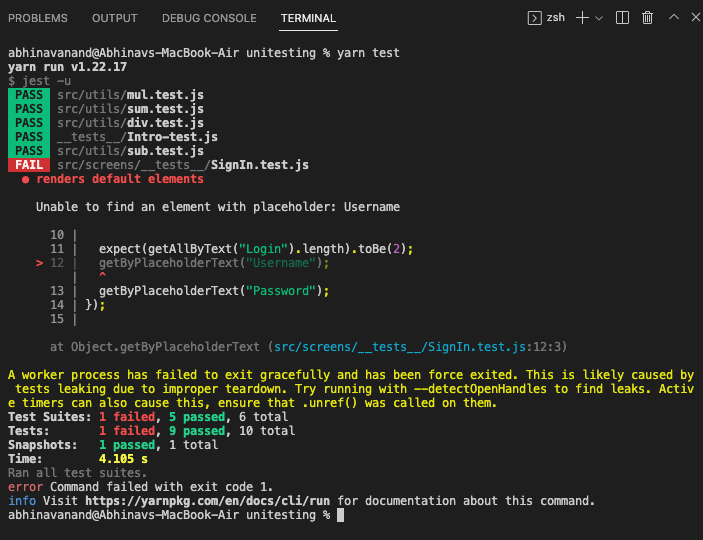 PROBLEMS OUTPUT DEBUG CONSOLE TERMINAL zsh
abhinavanand@Abhinavs-MacBook-Air unitesting % yarn test
yarn run v1.22.17
$ jest -u
PASS src/utils/mul.test.js
PASS src/utils/sum.test.js
PASS src/utils/div.test.js
PASS __tests__/Intro-test.js
PASS src/utils/sub.test.js
FAIL src/screens/__tests__/SignIn.test.js
● renders default elements
Unable to find an element with placeholder: Username
10 |
11 | expect(getAllByText("Login").length).toBe(2);
> 12 | getByPlaceholderText("Username");
| ^
13 | getByPlaceholderText("Password");
14 | });
15 |
at Object.getByPlaceholderText (src/screens/__tests__/SignIn.test.js:12:3)
A worker process has failed to exit gracefully and has been force exited. This is likely caused by
tests leaking due to improper teardown. Try running with --detectOpenHandles to find leaks. Activ
e timers can also cause this, ensure that .unref() was called on them.
Test Suites: 1 failed, 5 passed, 6 total
Tests: 1 failed, 9 passed, 10 total
Snapshots: 1 passed, 1 total
Time: 4.105 s
Ran all test suites.
error Command failed with exit code 1.
info Visit https://yarnpkg.com/en/docs/cli/run for documentation about this command.
abhinavanand@Abhinavs-MacBook-Air unitesting %